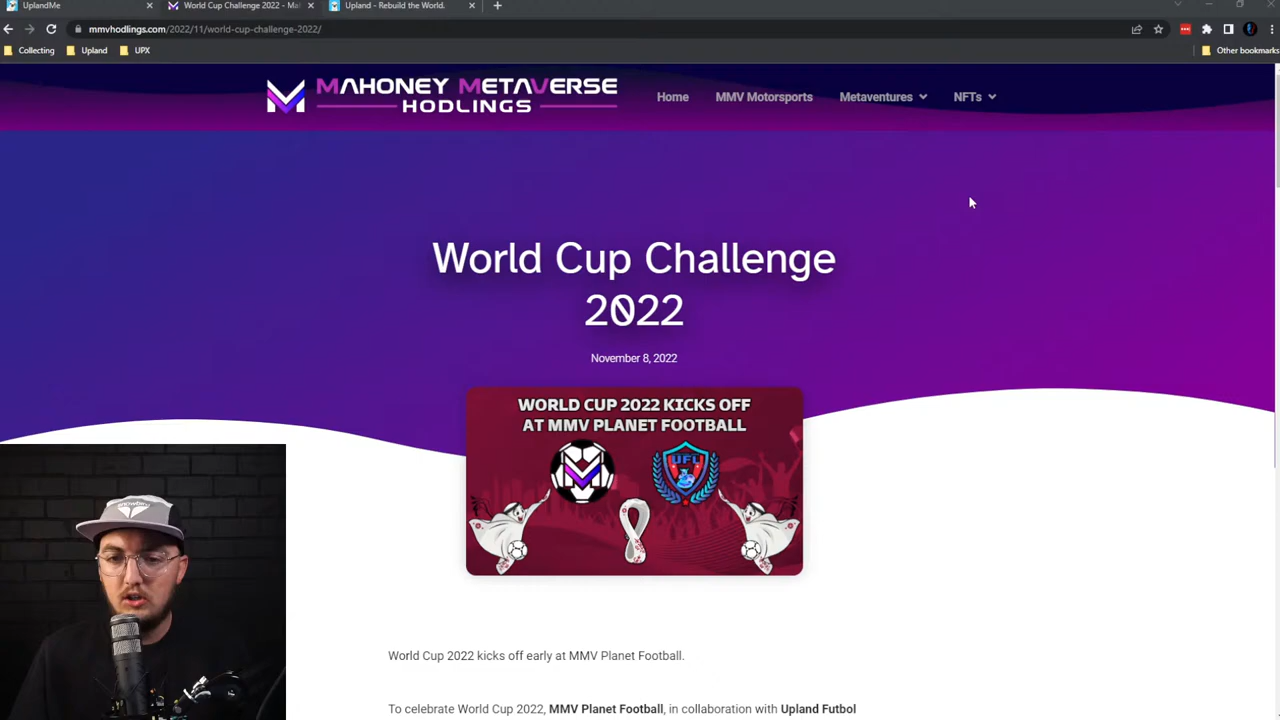 UplandMe
World Cup Challenge 2022 - Mah
Upland - Rebuild the World.
mmvhodlings.com/2022/11/world-cup-challenge-2022/
Collecting
Upland
UPX
Other bookmarks
MAHONEY METAVERSE
HODLINGS
Home
MMV Motorsports
Metaventures
NFTs
World Cup Challenge
2022
November 8, 2022
WORLD CUP 2022 KICKS OFF
AT MMV PLANET FOOTBALL
UFL
World Cup 2022 kicks off early at MMV Planet Football.
To celebrate World Cup 2022, MMV Planet Football, in collaboration with Upland Futbol